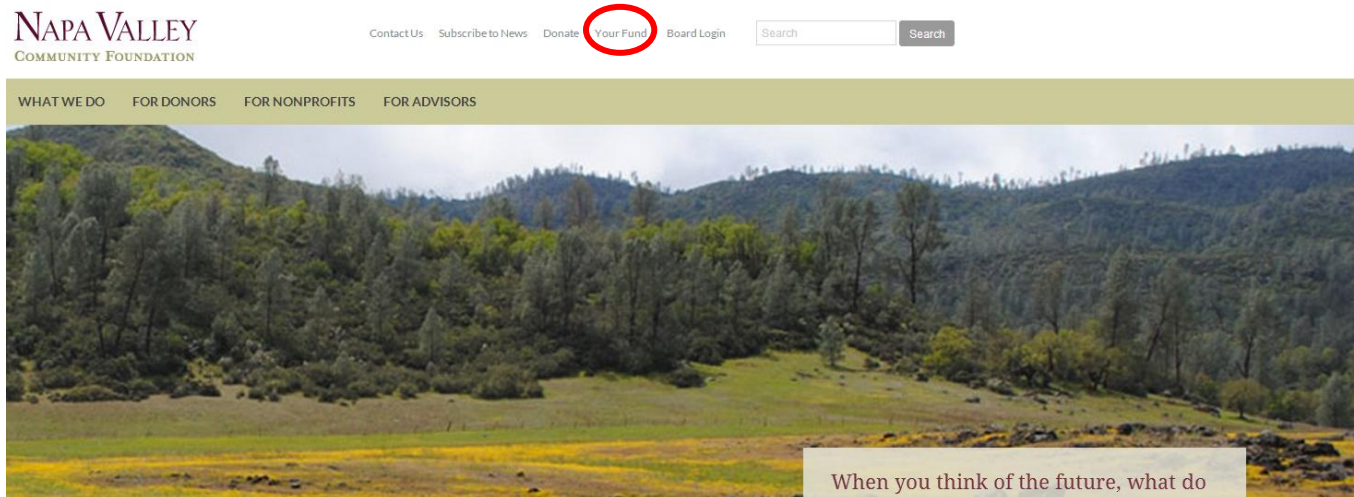 NAPA VALLEY
COMMUNITY FOUNDATION
Contact Us Subscribe to News Donate Your Fund Board Login Search Search
WHAT WE DO FOR DONORS FOR NONPROFITS FOR ADVISORS
When you think of the future, what do